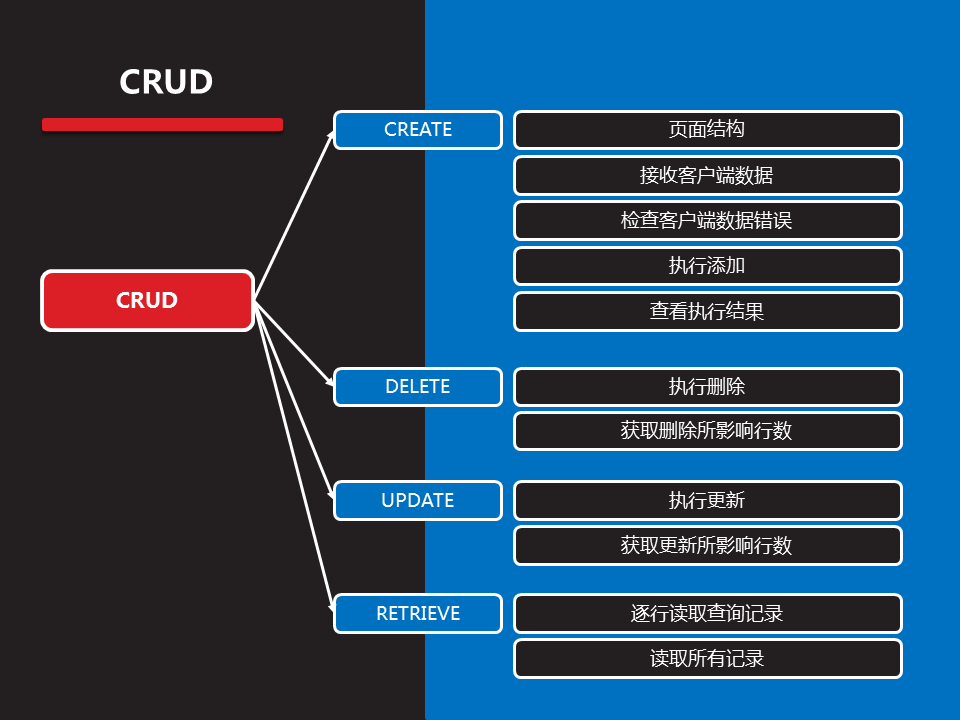 CRUD
CRUD
CREATE
页面结构
接收客户端数据
检查客户端数据错误
执行添加
查看执行结果
DELETE
执行删除
获取删除所影响行数
UPDATE
执行更新
获取更新所影响行数
RETRIEVE
逐行读取查询记录
读取所有记录